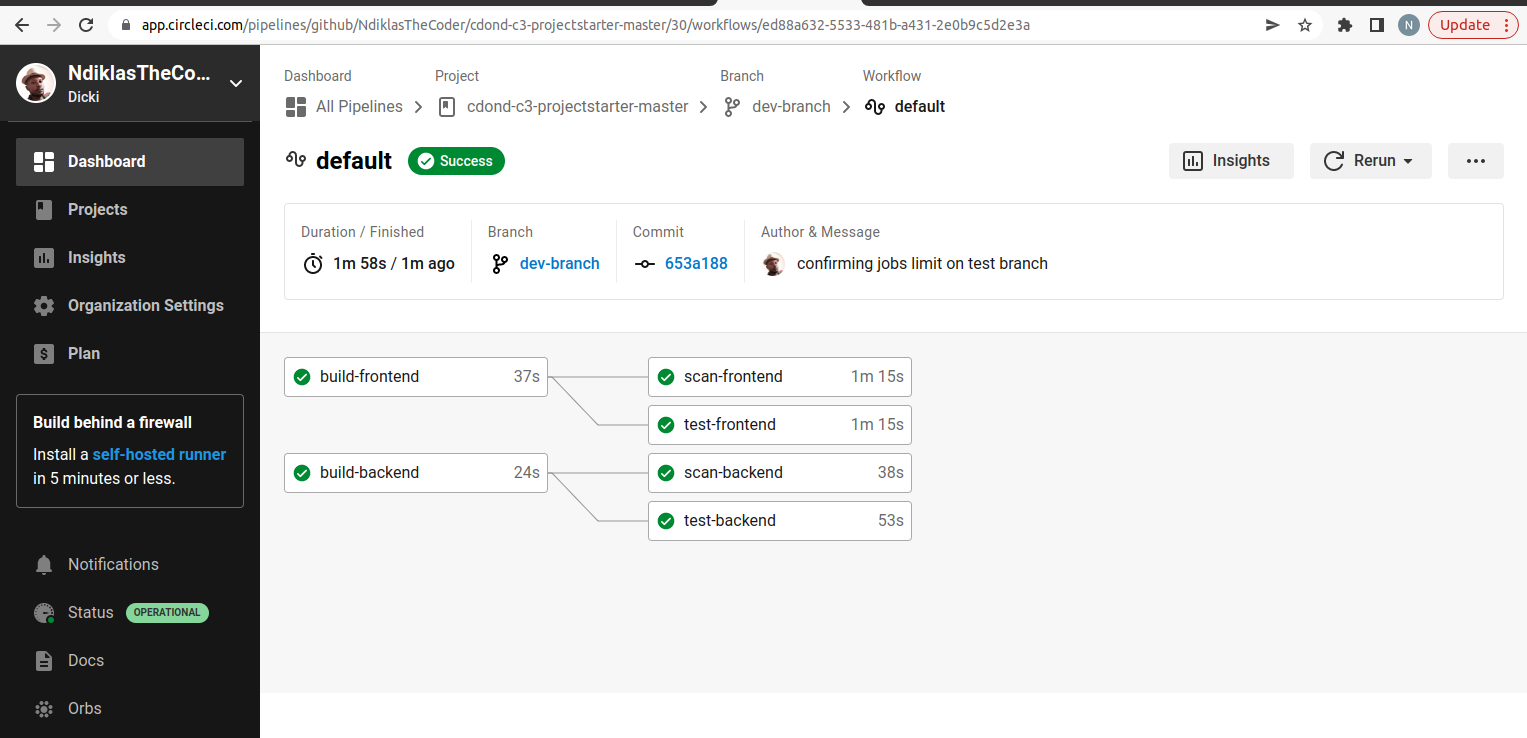 app.circleci.com/pipelines/github/NdiklasTheCoder/cdond-c3-projectstarter-master/30/workflows/ed88a632-5533-481b-a431-2e0b9c5d2e3a
N
Update
NdiklasTheCo...
Dicki
Dashboard
Projects
Insights
Organization Settings
Plan
Build behind a firewall
Install a self-hosted runner
in 5 minutes or less.
Notifications
Status OPERATIONAL
Docs
Orbs
Dashboard Project Branch Workflow
All Pipelines cdond-c3-projectstarter-master dev-branch default
default Success
Insights Rerun
Duration / Finished Branch Commit Author & Message
1m 58s / 1m ago dev-branch 653a188 confirming jobs limit on test branch
build-frontend 37s scan-frontend 1m 15s
test-frontend 1m 15s
build-backend 24s scan-backend 38s
test-backend 53s